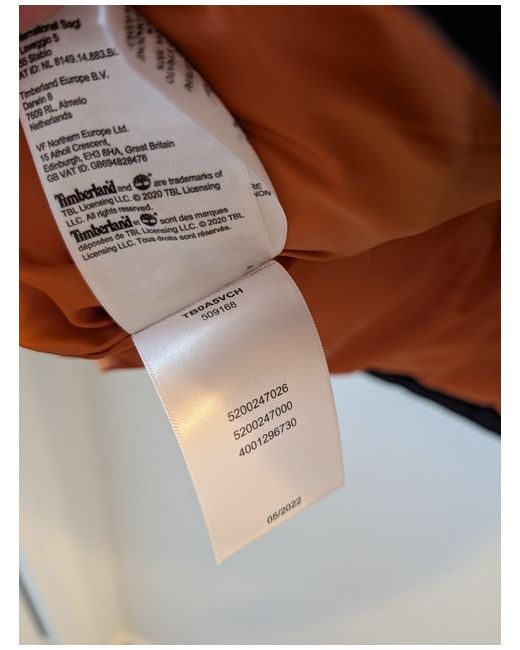 International Sagl
Laveggio 5
Stabio
VAT ID: NL 8149.14.883.B
Timberland Europe B.V.
Darwin 8
7609 RL, Almelo
Netherlands
VF Northern Europe Ltd.
15 Atholl Crescent,
Edinburgh, EH3 8HA, Great Britain
GB VAT ID: GB694828476
Timberland and are trademarks of
TBL Licensing LLC. © 2020 TBL Licensing
LLC. All rights reserved.
Timberland et sont des marques
déposées de TBL Licensing LLC. © 2020 TBL
Licensing LLC. Tous droits sont réservés.
TB0A5VCH
509168
5200247026
5200247000
4001296730
05/2022